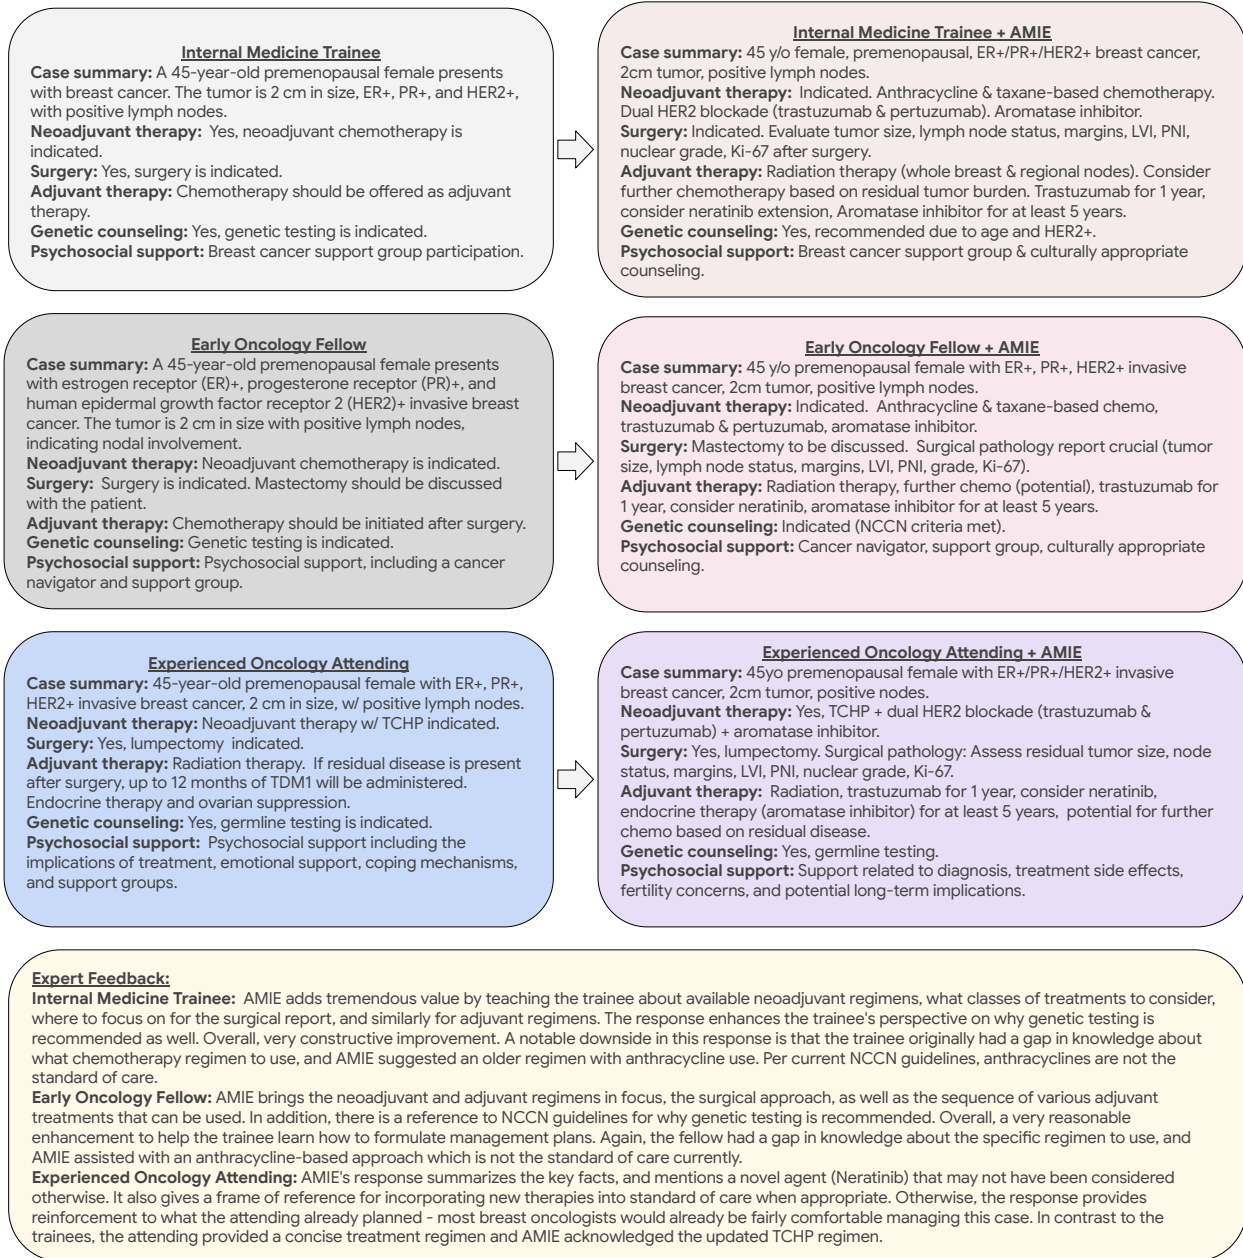 Internal Medicine Trainee
Case summary: A 45-year-old premenopausal female presents
with breast cancer. The tumor is 2 cm in size, ER+, PR+, and HER2+,
with positive lymph nodes.
Neoadjuvant therapy: Yes, neoadjuvant chemotherapy is
indicated.
Surgery: Yes, surgery is indicated.
Adjuvant therapy: Chemotherapy should be offered as adjuvant
therapy.
Genetic counseling: Yes, genetic testing is indicated.
Psychosocial support: Breast cancer support group participation.
Internal Medicine Trainee + AMIE
Case summary: 45 y/o female, premenopausal, ER+/PR+/HER2+ breast cancer,
2cm tumor, positive lymph nodes.
Neoadjuvant therapy: Indicated. Anthracycline & taxane-based chemotherapy.
Dual HER2 blockade (trastuzumab & pertuzumab). Aromatase inhibitor.
Surgery: Indicated. Evaluate tumor size, lymph node status, margins, LVI, PNI,
nuclear grade, Ki-67 after surgery.
Adjuvant therapy: Radiation therapy (whole breast & regional nodes). Consider
further chemotherapy based on residual tumor burden. Trastuzumab for 1 year,
consider neratinib extension, Aromatase inhibitor for at least 5 years.
Genetic counseling: Yes, recommended due to age and HER2+.
Psychosocial support: Breast cancer support group & culturally appropriate
counseling.
Early Oncology Fellow
Case summary: A 45-year-old premenopausal female presents
with estrogen receptor (ER)+, progesterone receptor (PR)+, and
human epidermal growth factor receptor 2 (HER2)+ invasive breast
cancer. The tumor is 2 cm in size with positive lymph nodes,
indicating nodal involvement.
Neoadjuvant therapy: Neoadjuvant chemotherapy is indicated.
Surgery: Surgery is indicated. Mastectomy should be discussed
with the patient.
Adjuvant therapy: Chemotherapy should be initiated after surgery.
Genetic counseling: Genetic testing is indicated.
Psychosocial support: Psychosocial support, including a cancer
navigator and support group.
Early Oncology Fellow + AMIE
Case summary: 45 y/o premenopausal female with ER+, PR+, HER2+ invasive
breast cancer, 2cm tumor, positive lymph nodes.
Neoadjuvant therapy: Indicated. Anthracycline & taxane-based chemo,
trastuzumab & pertuzumab, aromatase inhibitor.
Surgery: Mastectomy to be discussed. Surgical pathology report crucial (tumor
size, lymph node status, margins, LVI, PNI, grade, Ki-67).
Adjuvant therapy: Radiation therapy, further chemo (potential), trastuzumab for
1 year, consider neratinib, aromatase inhibitor for at least 5 years.
Genetic counseling: Indicated (NCCN criteria met).
Psychosocial support: Cancer navigator, support group, culturally appropriate
counseling.
Experienced Oncology Attending
Case summary: 45-year-old premenopausal female with ER+, PR+,
HER2+ invasive breast cancer, 2 cm in size, w/ positive lymph nodes.
Neoadjuvant therapy: Neoadjuvant therapy w/ TCHP indicated.
Surgery: Yes, lumpectomy indicated.
Adjuvant therapy: Radiation therapy. If residual disease is present
after surgery, up to 12 months of TDM1 will be administered.
Endocrine therapy and ovarian suppression.
Genetic counseling: Yes, germline testing is indicated.
Psychosocial support: Psychosocial support including the
implications of treatment, emotional support, coping mechanisms,
and support groups.
Experienced Oncology Attending + AMIE
Case summary: 45yo premenopausal female with ER+/PR+/HER2+ invasive
breast cancer, 2cm tumor, positive nodes.
Neoadjuvant therapy: Yes, TCHP + dual HER2 blockade (trastuzumab &
pertuzumab) + aromatase inhibitor.
Surgery: Yes, lumpectomy. Surgical pathology: Assess residual tumor size, node
status, margins, LVI, PNI, nuclear grade, Ki-67.
Adjuvant therapy: Radiation, trastuzumab for 1 year, consider neratinib,
endocrine therapy (aromatase inhibitor) for at least 5 years, potential for further
chemo based on residual disease.
Genetic counseling: Yes, germline testing.
Psychosocial support: Support related to diagnosis, treatment side effects,
fertility concerns, and potential long-term implications.
Expert Feedback:
Internal Medicine Trainee: AMIE adds tremendous value by teaching the trainee about available neoadjuvant regimens, what classes of treatments to consider,
where to focus on for the surgical report, and similarly for adjuvant regimens. The response enhances the trainee's perspective on why genetic testing is
recommended as well. Overall, very constructive improvement. A notable downside in this response is that the trainee originally had a gap in knowledge about
what chemotherapy regimen to use, and AMIE suggested an older regimen with anthracycline use. Per current NCCN guidelines, anthracyclines are not the
standard of care.
Early Oncology Fellow: AMIE brings the neoadjuvant and adjuvant regimens in focus, the surgical approach, as well as the sequence of various adjuvant
treatments that can be used. In addition, there is a reference to NCCN guidelines for why genetic testing is recommended. Overall, a very reasonable
enhancement to help the trainee learn how to formulate management plans. Again, the fellow had a gap in knowledge about the specific regimen to use, and
AMIE assisted with an anthracycline-based approach which is not the standard of care currently.
Experienced Oncology Attending: AMIE's response summarizes the key facts, and mentions a novel agent (Neratinib) that may not have been considered
otherwise. It also gives a frame of reference for incorporating new therapies into standard of care when appropriate. Otherwise, the response provides
reinforcement to what the attending already planned - most breast oncologists would already be fairly comfortable managing this case. In contrast to the
trainees, the attending provided a concise treatment regimen and AMIE acknowledged the updated TCHP regimen.